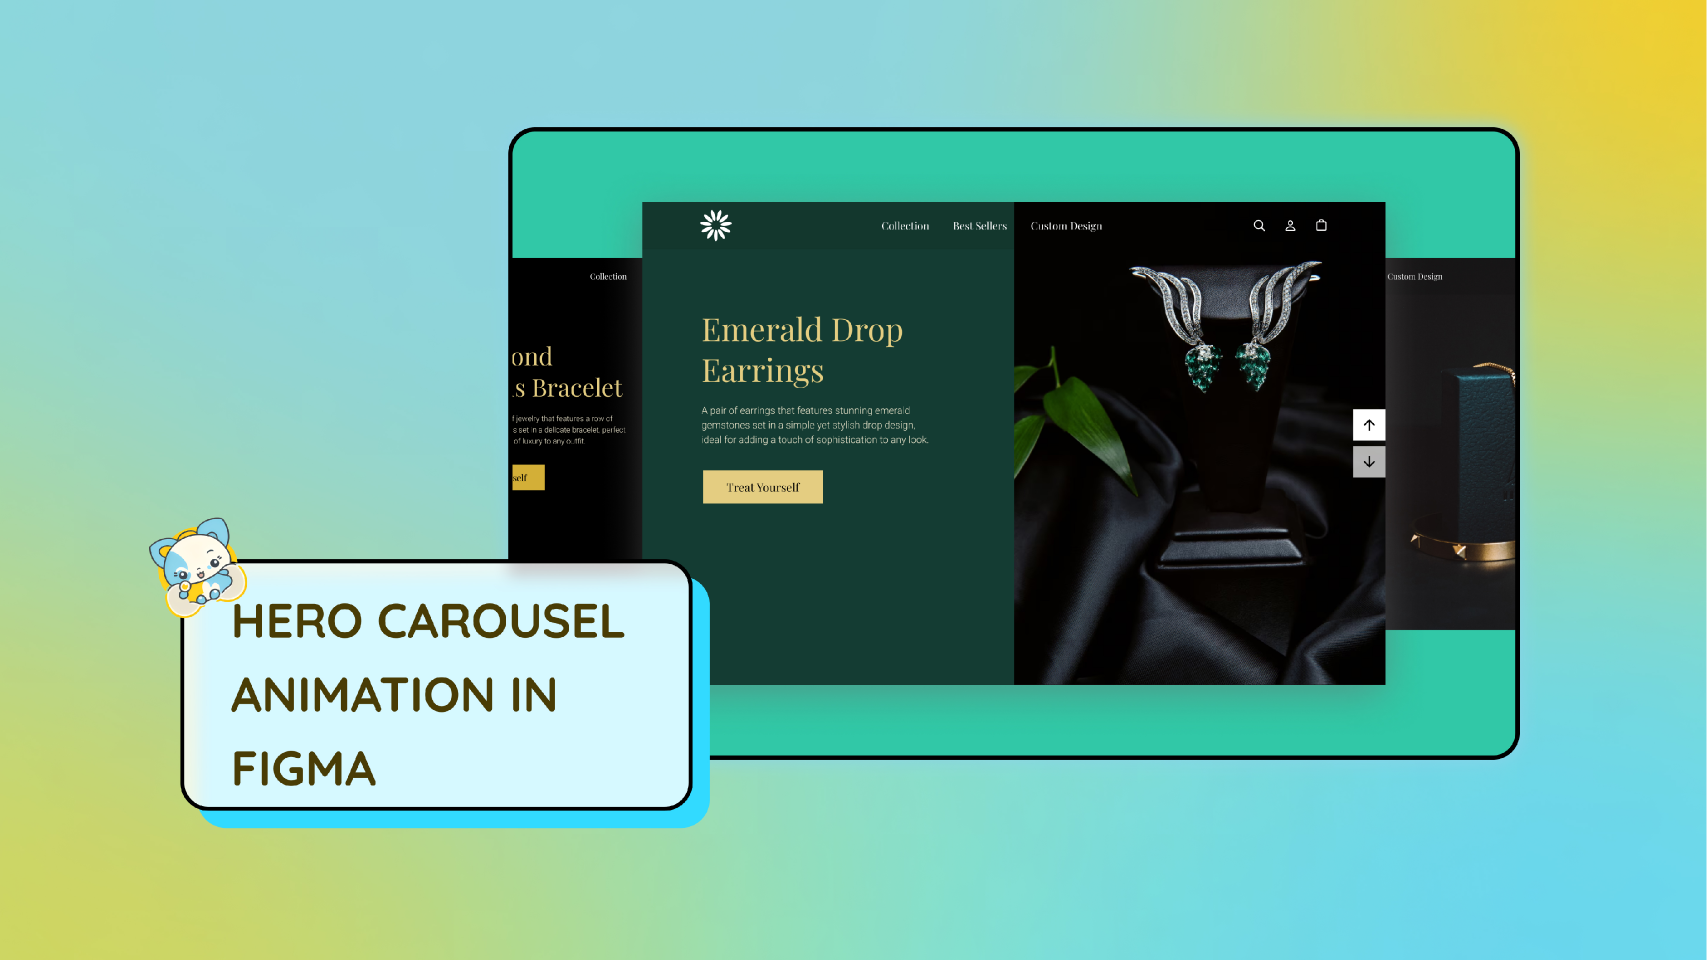 Collection
Best Sellers
Custom Design
Emerald Drop
Earrings
A pair of earrings that features stunning emerald
gemstones set in a simple yet stylish drop design,
ideal for adding a touch of sophistication to any look.
Treat Yourself
Collection
ond
s Bracelet
f jewelry that features a row of
s set in a delicate bracelet, perfect
of luxury to any outfit.
self
Custom Design
HERO CAROUSEL
ANIMATION IN
FIGMA